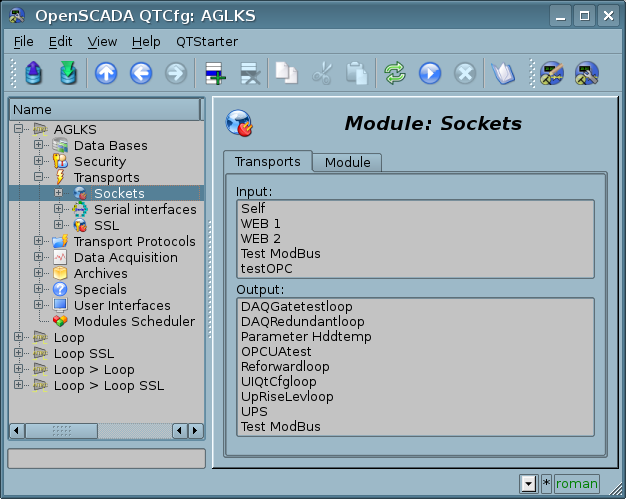 OpenSCADA QTCfg: AGLKS
File Edit View Help QTStarter
Name
AGLKS
Data Bases
Security
Transports
Sockets
Serial interfaces
SSL
Transport Protocols
Data Acquisition
Archives
Specials
User Interfaces
Modules Scheduler
Loop
Loop SSL
Loop > Loop
Loop > Loop SSL
Module: Sockets
Transports Module
Input:
Self
WEB 1
WEB 2
Test ModBus
testOPC
Output:
DAQGatetestloop
DAQRedundantloop
Parameter Hddtemp
OPCUAtest
Reforwardloop
UIQtCfgloop
UpRiseLevloop
UPS
Test ModBus
* roman